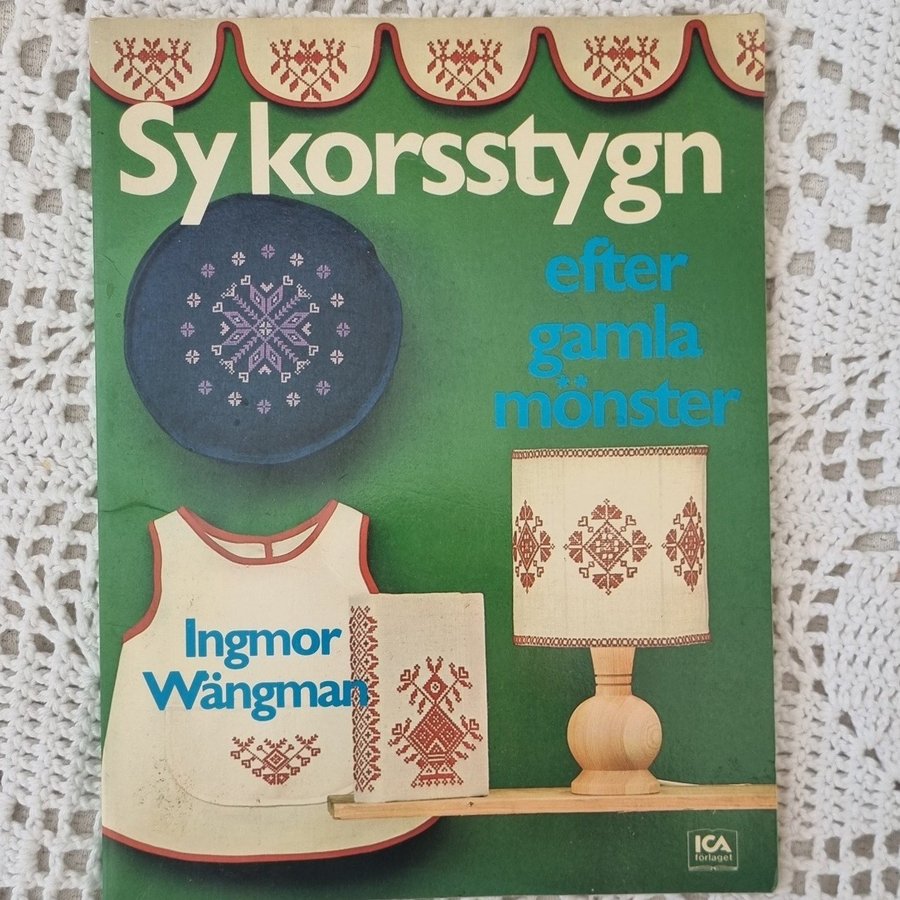 Sy korsstygn
efter
gamla
mönster
Ingmor
Wängman
ICA
förlaget